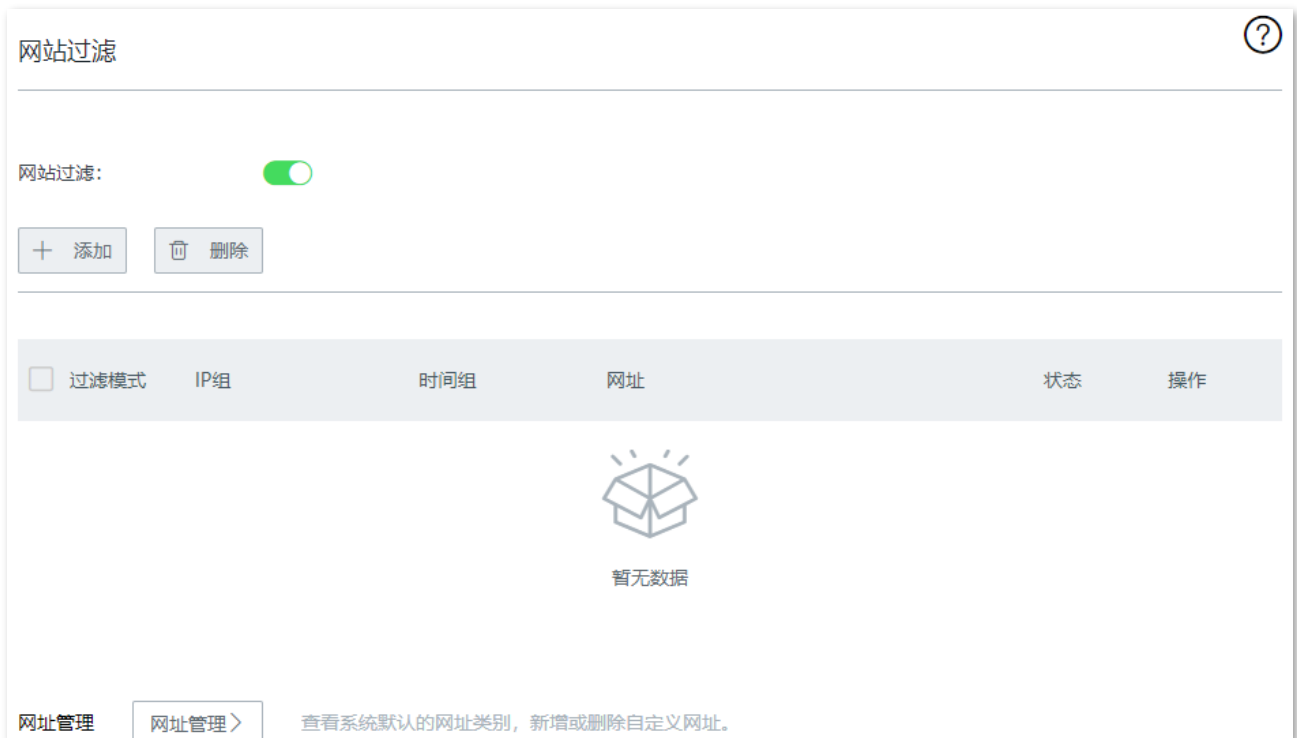 网站过滤
?
网站过滤:
添加 删除
过滤模式 IP组 时间组 网址 状态 操作
暂无数据
网址管理 网址管理 查看系统默认的网址类别，新增或删除自定义网址。